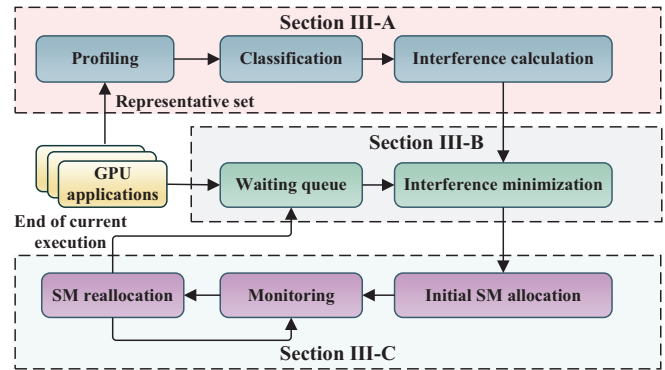 Section III-A
Profiling
Classification
Interference calculation
Representative set
Section III-B
GPU
applications
Waiting queue
Interference minimization
End of current
execution
SM reallocation
Monitoring
Initial SM allocation
Section III-C